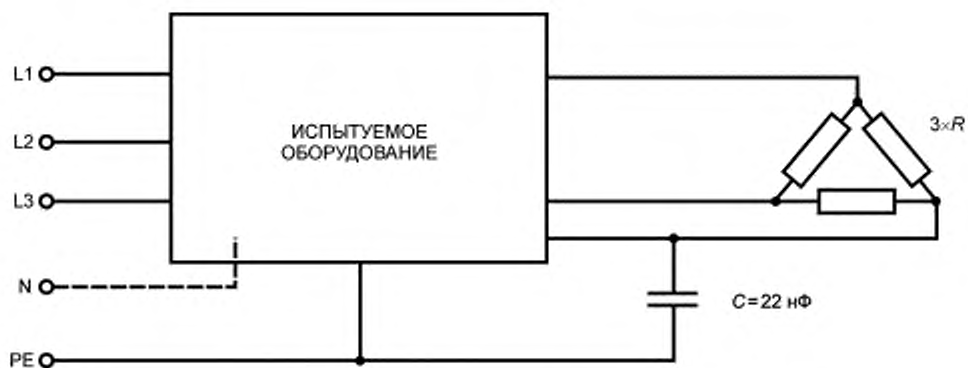 L1
L2
L3
N
PE
ИСПЫТУЕМОЕ
ОБОРУДОВАНИЕ
3×R
C=22 нФ